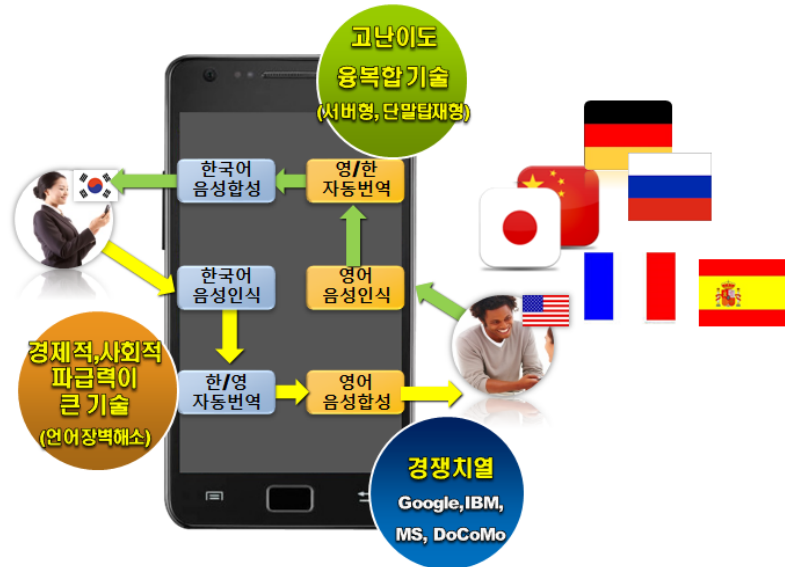 고난이도
융복합 기술
(서버형, 단말탑재형)
한국어
음성합성
영/한
자동번역
한국어
음성인식
영어
음성인식
경제적,사회적
파급력이
큰 기술
(언어장벽해소)
한/영
자동번역
영어
음성합성
경쟁치열
Google,IBM,
MS, DoCoMo